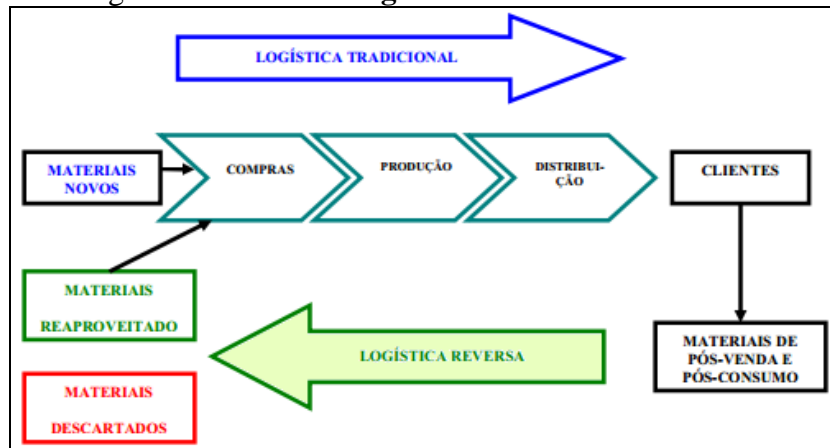 LOGÍSTICA TRADICIONAL
MATERIAIS
NOVOS
COMPRAS
PRODUÇÃO
DISTRIBUI-
ÇÃO
CLIENTES
MATERIAIS
REAPROVEITADO
LOGÍSTICA REVERSA
MATERIAIS DE
PÓS-VENDA E
PÓS-CONSUMO
MATERIAIS
DESCARTADOS